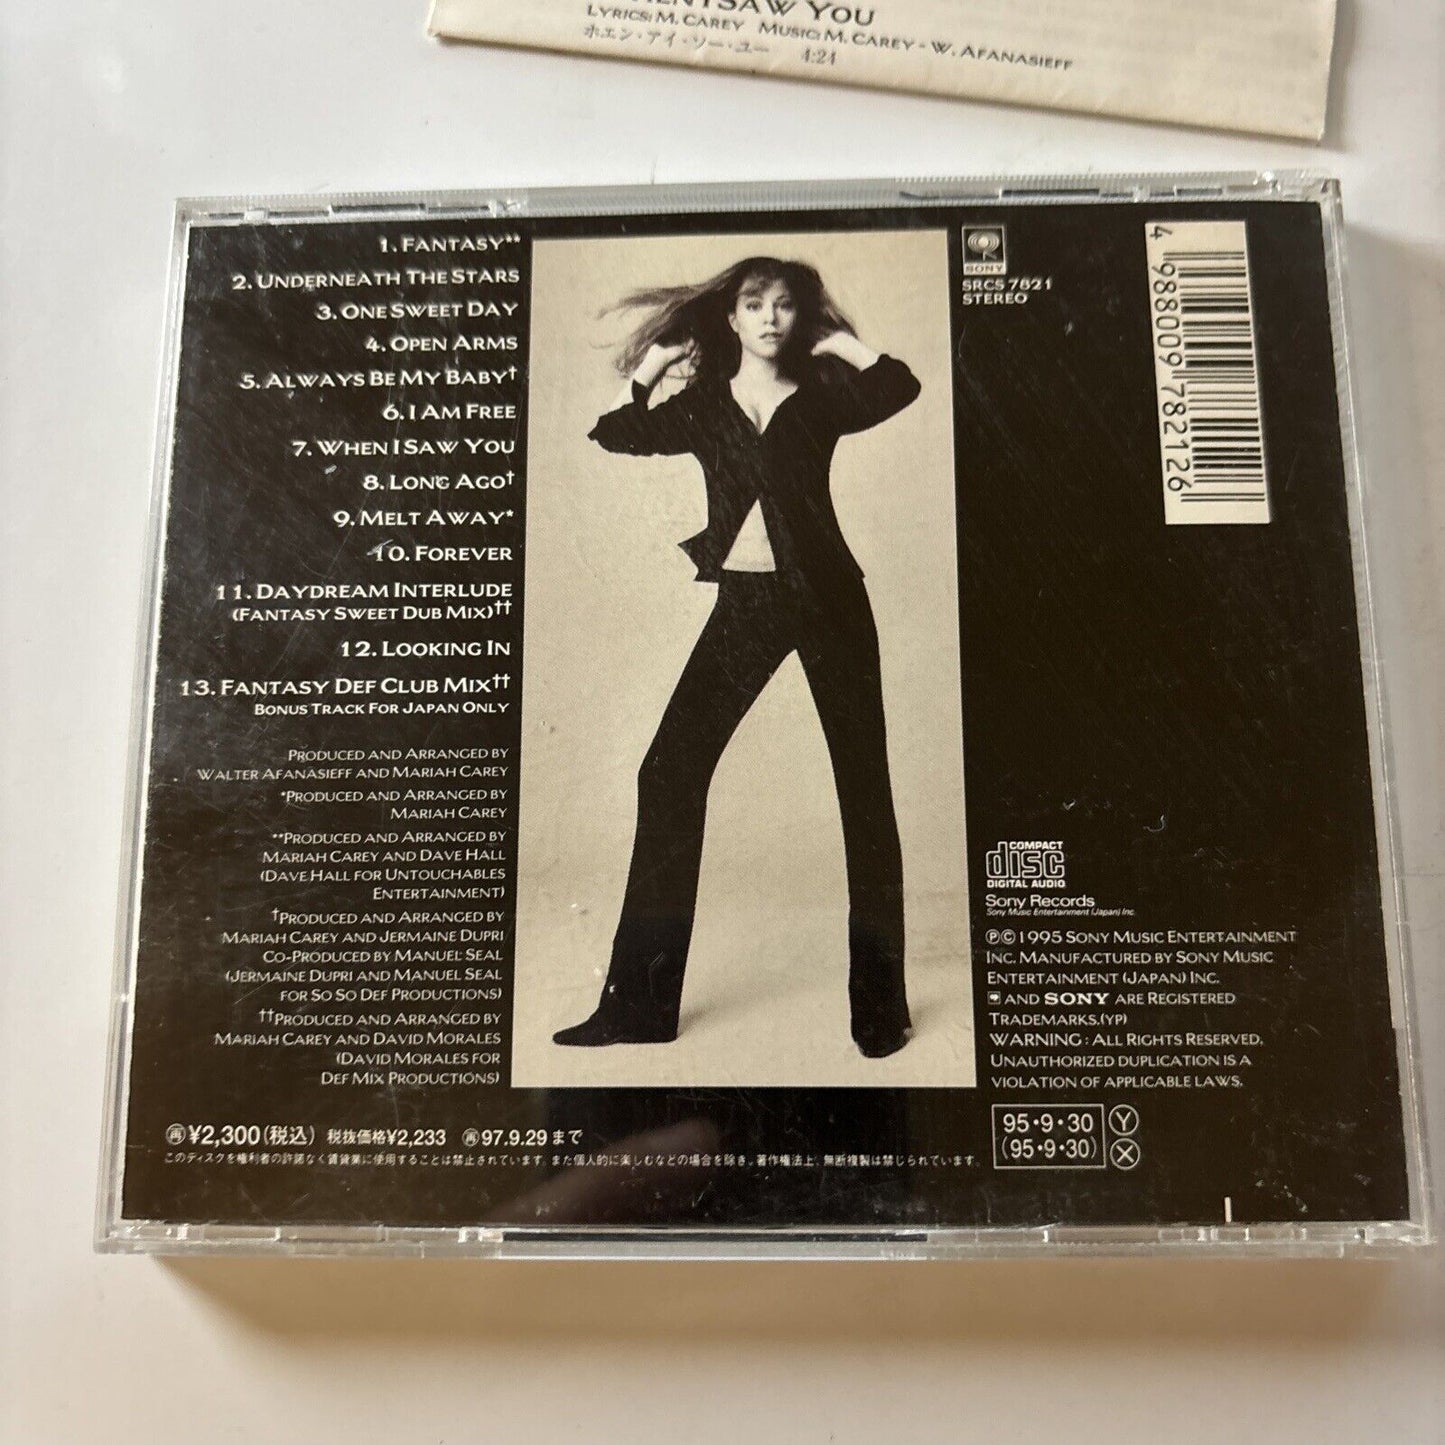 WHEN I SAW YOU
LYRICS: M. CAREY MUSIC: M. CAREY - W. AFANASIEFF
ホエン・アイ・ソー・ユー 4:24
1. FANTASY**
2. UNDERNEATH THE STARS
3. ONE SWEET DAY
4. OPEN ARMS
5. ALWAYS BE MY BABY†
6. I AM FREE
7. WHEN I SAW YOU
8. LONG AGO†
9. MELT AWAY*
10. FOREVER
11. DAYDREAM INTERLUDE
(FANTASY SWEET DUB MIX)††
12. LOOKING IN
13. FANTASY DEF CLUB MIX††
BONUS TRACK FOR JAPAN ONLY
PRODUCED AND ARRANGED BY
WALTER AFANASIEFF AND MARIAH CAREY
*PRODUCED AND ARRANGED BY
MARIAH CAREY
**PRODUCED AND ARRANGED BY
MARIAH CAREY AND DAVE HALL
(DAVE HALL FOR UNTOUCHABLES
ENTERTAINMENT)
†PRODUCED AND ARRANGED BY
MARIAH CAREY AND JERMAINE DUPRI
CO-PRODUCED BY MANUEL SEAL
(JERMAINE DUPRI AND MANUEL SEAL
FOR SO SO DEF PRODUCTIONS)
††PRODUCED AND ARRANGED BY
MARIAH CAREY AND DAVID MORALES
(DAVID MORALES FOR
DEF MIX PRODUCTIONS)
SONY
SRCS 7821
STEREO
4 988009 782126
COMPACT
disc
DIGITAL AUDIO
Sony Records
Sony Music Entertainment (Japan) Inc.
ⓅⒸ1995 SONY MUSIC ENTERTAINMENT
INC. MANUFACTURED BY SONY MUSIC
ENTERTAINMENT (JAPAN) INC.
AND SONY ARE REGISTERED
TRADEMARKS.(YP)
WARNING : ALL RIGHTS RESERVED.
UNAUTHORIZED DUPLICATION IS A
VIOLATION OF APPLICABLE LAWS.
㊢¥2,300(税込) 税抜価格¥2,233 ㊢97.9.29まで
このディスクを権利者の許諾なく賃貸業に使用することは禁止されています。また個人的に楽しむなどの場合を除き、著作権法上、無断複製は禁じられています。
95・9・30 Ⓨ
(95・9・30) Ⓧ